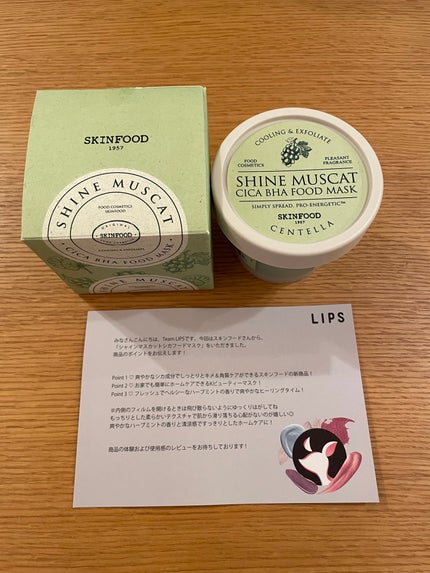 SKINFOOD
1957
SHINE MUSCAT
FOOD COSMETICS
SKINFOOD
ORIGINAL
SKINFOOD
CICA BHA FOOD MASK
COOLING & EXFOLIATE
FOOD
COSMETICS
PLEASANT
FRAGRANCE
SHINE MUSCAT
CICA BHA FOOD MASK
SIMPLY SPREAD, PRO-ENERGETIC™
SKINFOOD
1957
CENTELLA
SHINE MUSCAT
LIPS
みなさんこんにちは、Team LIPSです。今回はスキンフードさんから、
「シャインマスカットシカフードマスク」をいただきました。
商品のポイントをお伝えします！
Point 1♡ 爽やかなシカ成分でしっとりとキメ＆角質ケアができるスキンフードの新商品！
Point 2♡ お家でも簡単にホームケアできるKビューティーマスク！
Point 3♡ フレッシュでヘルシーなハーブミントの香りで爽やかなヒーリングタイム！
※内側のフィルムを開けるときは飛び散らないようにゆっくりはがしてね
もっちりとした柔らかいテクスチャで肌から滑り落ちる心配がないのが嬉しい◎
爽やかなハーブミントの香りと清涼感ですっきりとしたホームケアに！
商品の体験および使用感のレビューをお待ちしております！